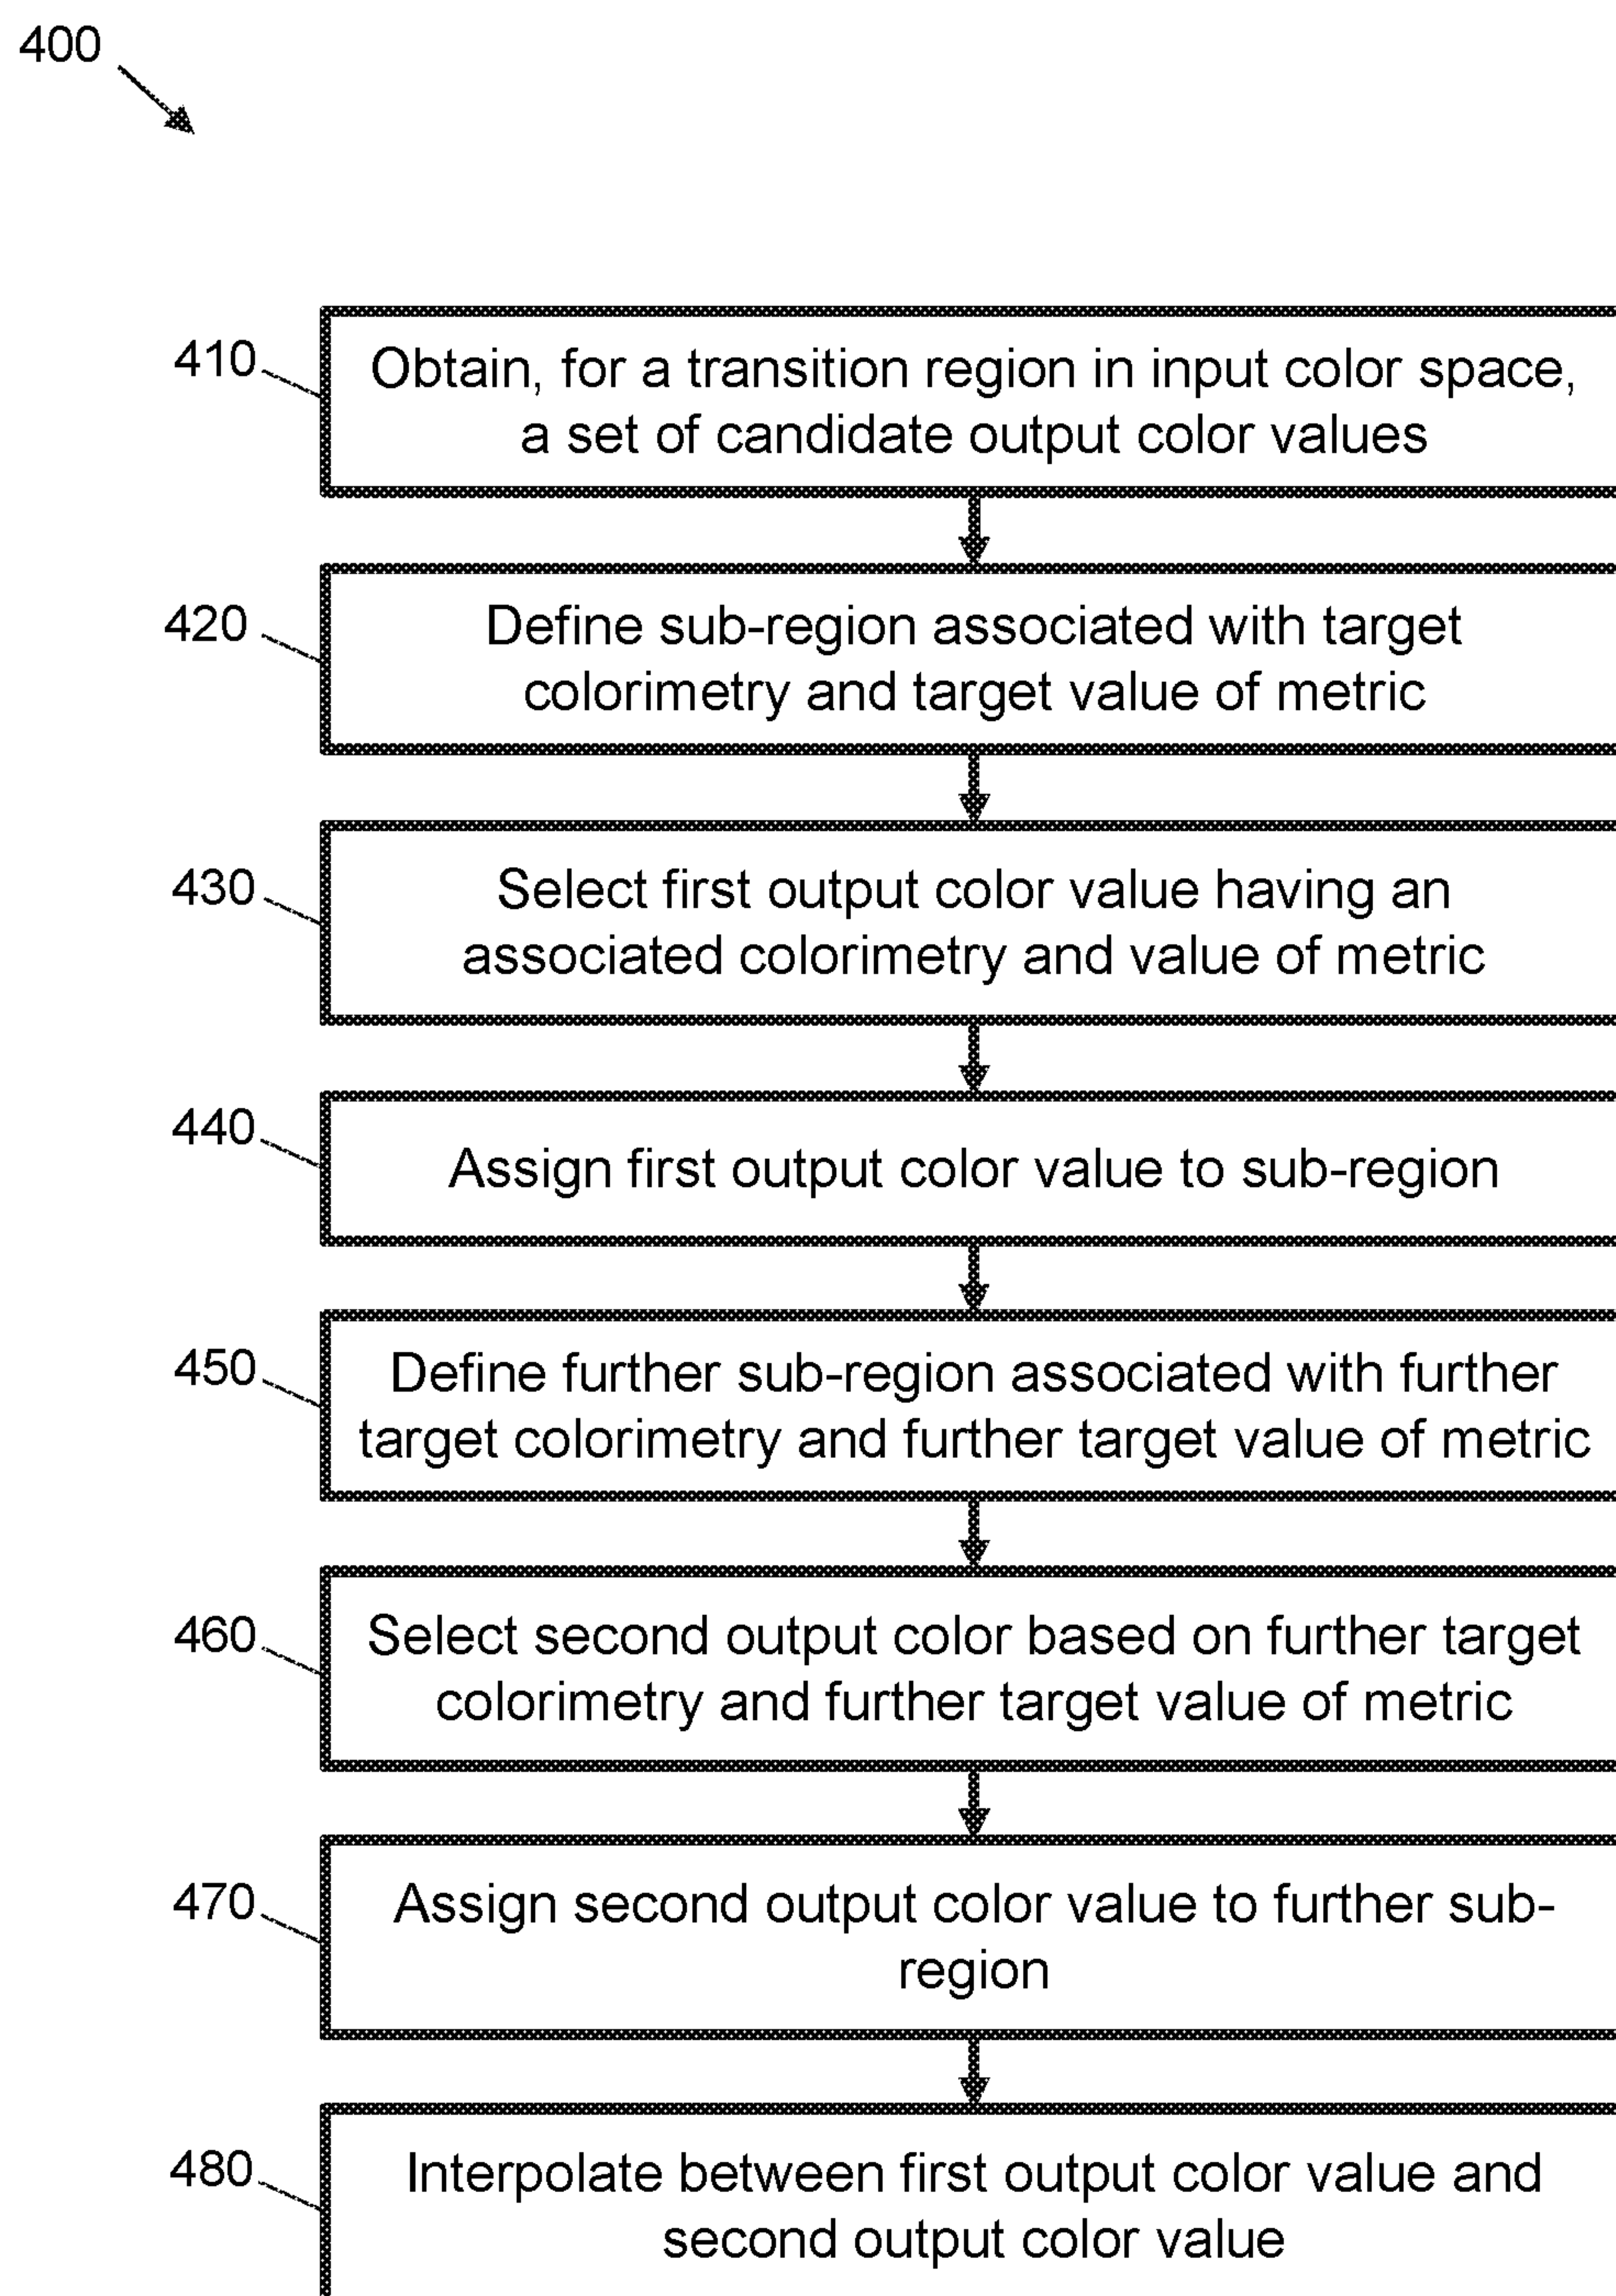 400
410
Obtain, for a transition region in input color space,
a set of candidate output color values
420
Define sub-region associated with target
colorimetry and target value of metric
430
Select first output color value having an
associated colorimetry and value of metric
440
Assign first output color value to sub-region
450
Define further sub-region associated with further
target colorimetry and further target value of metric
460
Select second output color based on further target
colorimetry and further target value of metric
470
Assign second output color value to further sub-
region
480
Interpolate between first output color value and
second output color value